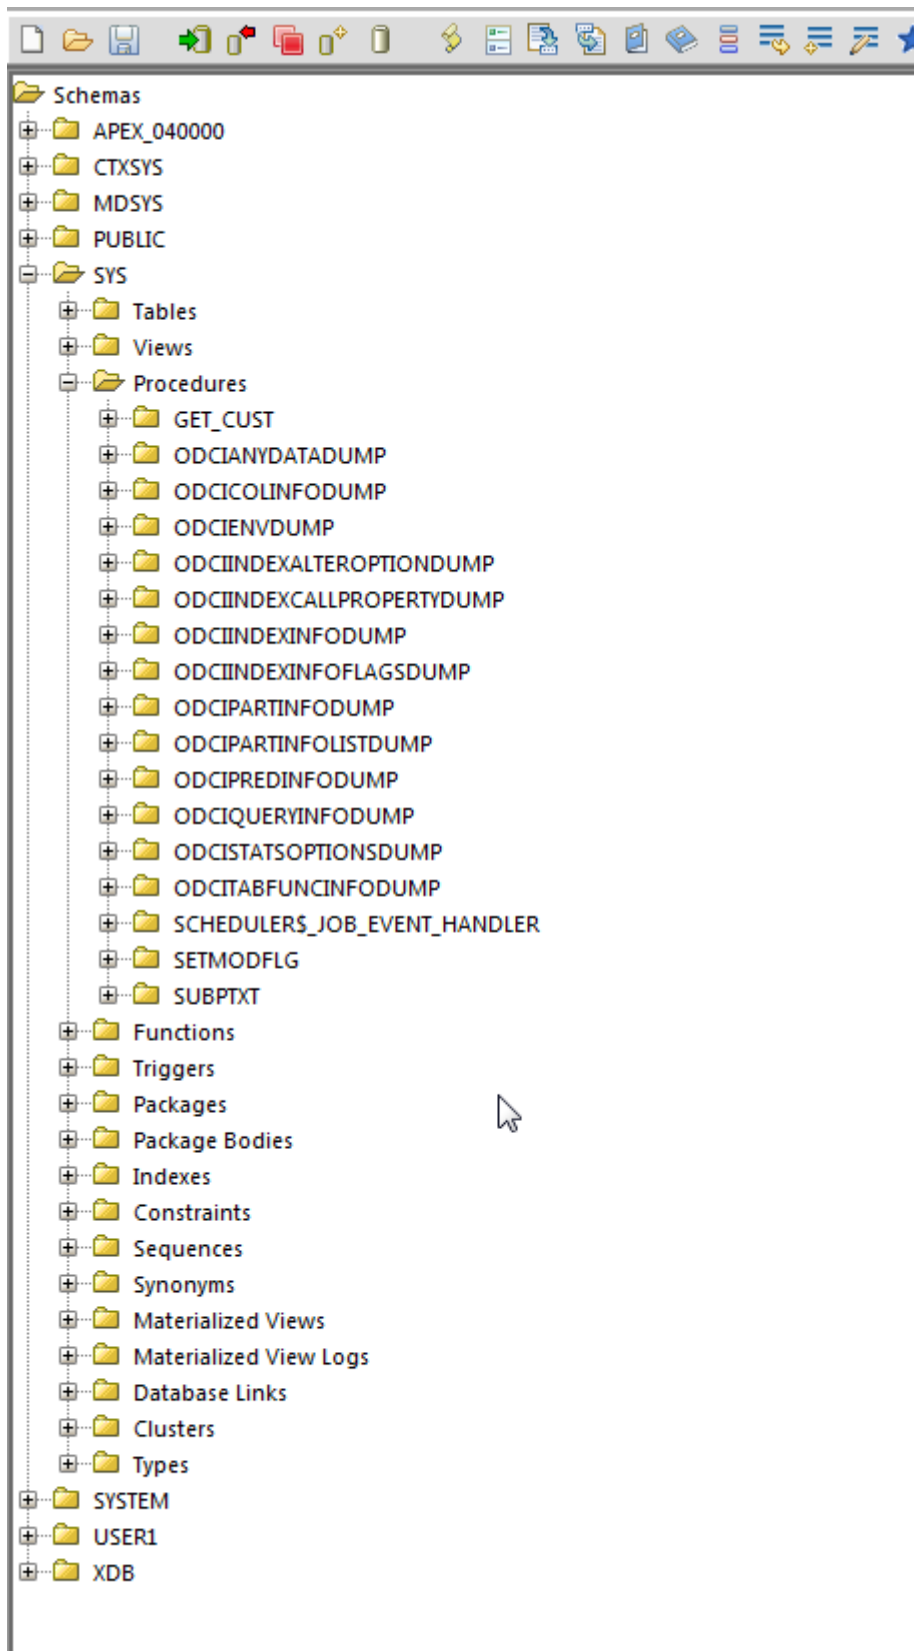 Schemas
APEX_040000
CTXSYS
MDSYS
PUBLIC
SYS
Tables
Views
Procedures
GET_CUST
ODCIANYDATADUMP
ODCICOLINFODUMP
ODCIENVDUMP
ODCIINDEXALTEROPTIONDUMP
ODCIINDEXCALLPROPERTYDUMP
ODCIINDEXINFODUMP
ODCIINDEXINFOFLAGSDUMP
ODCIPARTINFODUMP
ODCIPARTINFOLISTDUMP
ODCIPREDINFODUMP
ODCIQUERYINFODUMP
ODCISTATSOPTIONSDUMP
ODCITABFUNCINFODUMP
SCHEDULER$_JOB_EVENT_HANDLER
SETMODFLG
SUBPTXT
Functions
Triggers
Packages
Package Bodies
Indexes
Constraints
Sequences
Synonyms
Materialized Views
Materialized View Logs
Database Links
Clusters
Types
SYSTEM
USER1
XDB